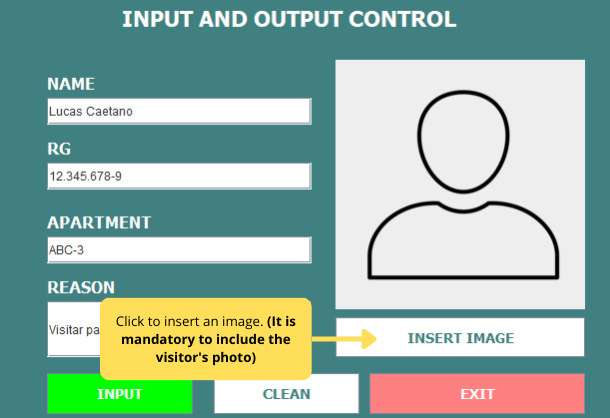 INPUT AND OUTPUT CONTROL
NAME
Lucas Caetano
RG
12.345.678-9
APARTMENT
ABC-3
REASON
Visitar pa
Click to insert an image. (It is
mandatory to include the
visitor's photo)
INSERT IMAGE
INPUT
CLEAN
EXIT